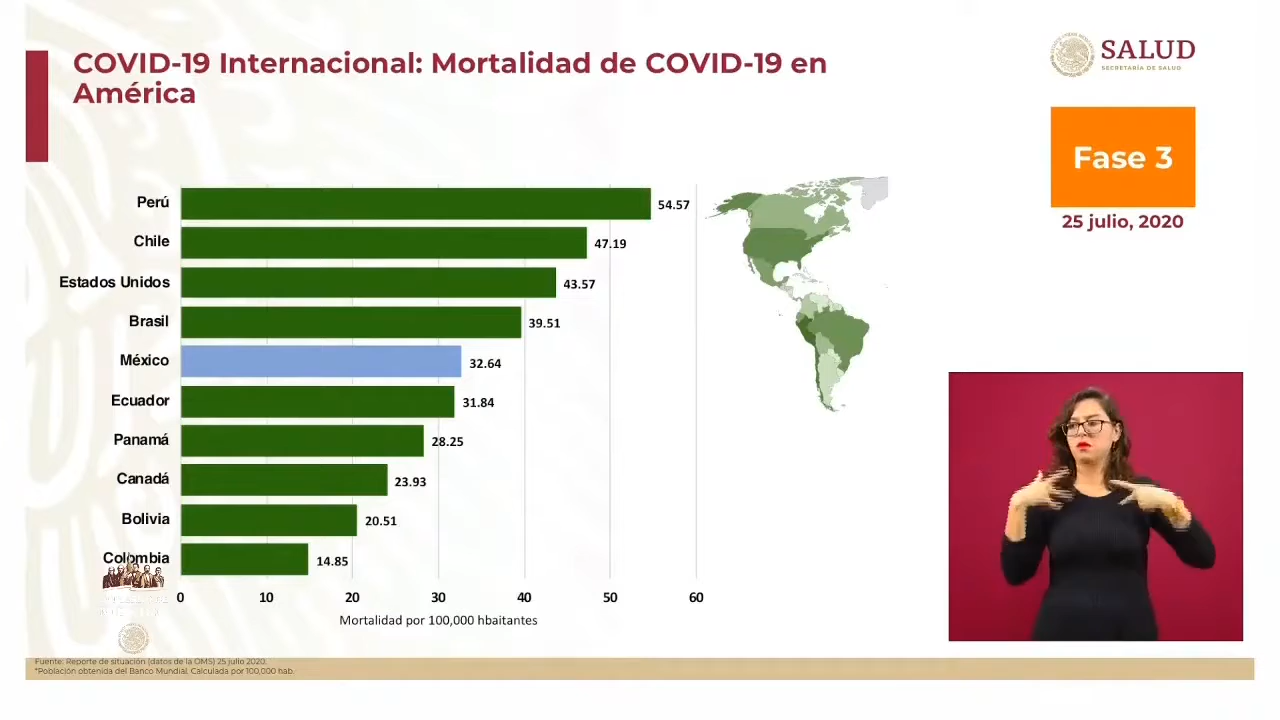 COVID-19 Internacional: Mortalidad de COVID-19 en
América
SALUD
SECRETARÍA DE SALUD
Fase 3
25 julio, 2020
Perú 54.57
Chile 47.19
Estados Unidos 43.57
Brasil 39.51
México 32.64
Ecuador 31.84
Panamá 28.25
Canadá 23.93
Bolivia 20.51
Colombia 14.85
0 10 20 30 40 50 60
Mortalidad por 100,000 hbaitantes
Fuente: Reporte de situación (datos de la OMS) 25 julio 2020.
*Población obtenida del Banco Mundial. Calculada por 100,000 hab.